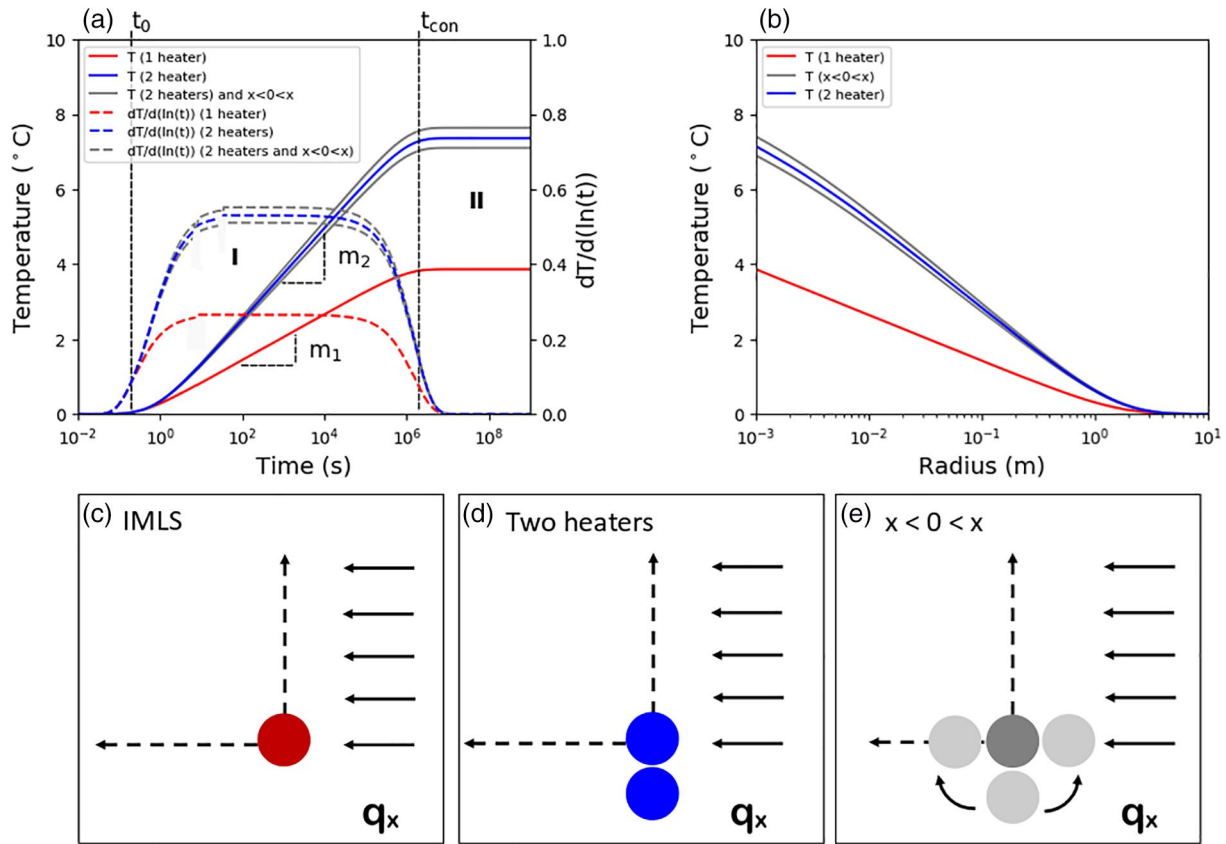 (a) t₀ t_con
T (1 heater)
T (2 heater)
T (2 heaters) and x<0<x
dT/d(ln(t)) (1 heater)
dT/d(ln(t)) (2 heaters)
dT/d(ln(t)) (2 heaters and x<0<x)
10
8
6
4
2
0
Temperature (°C)
1.0
0.8
0.6
0.4
0.2
0.0
dT/d(ln(t))
I
II
m₂
m₁
10⁻² 10⁰ 10² 10⁴ 10⁶ 10⁸
Time (s)
(b)
T (1 heater)
T (x<0<x)
T (2 heater)
10
8
6
4
2
0
Temperature (°C)
10⁻³ 10⁻² 10⁻¹ 10⁰ 10¹
Radius (m)
(c) IMLS
qₓ
(d) Two heaters
qₓ
(e) x < 0 < x
qₓ